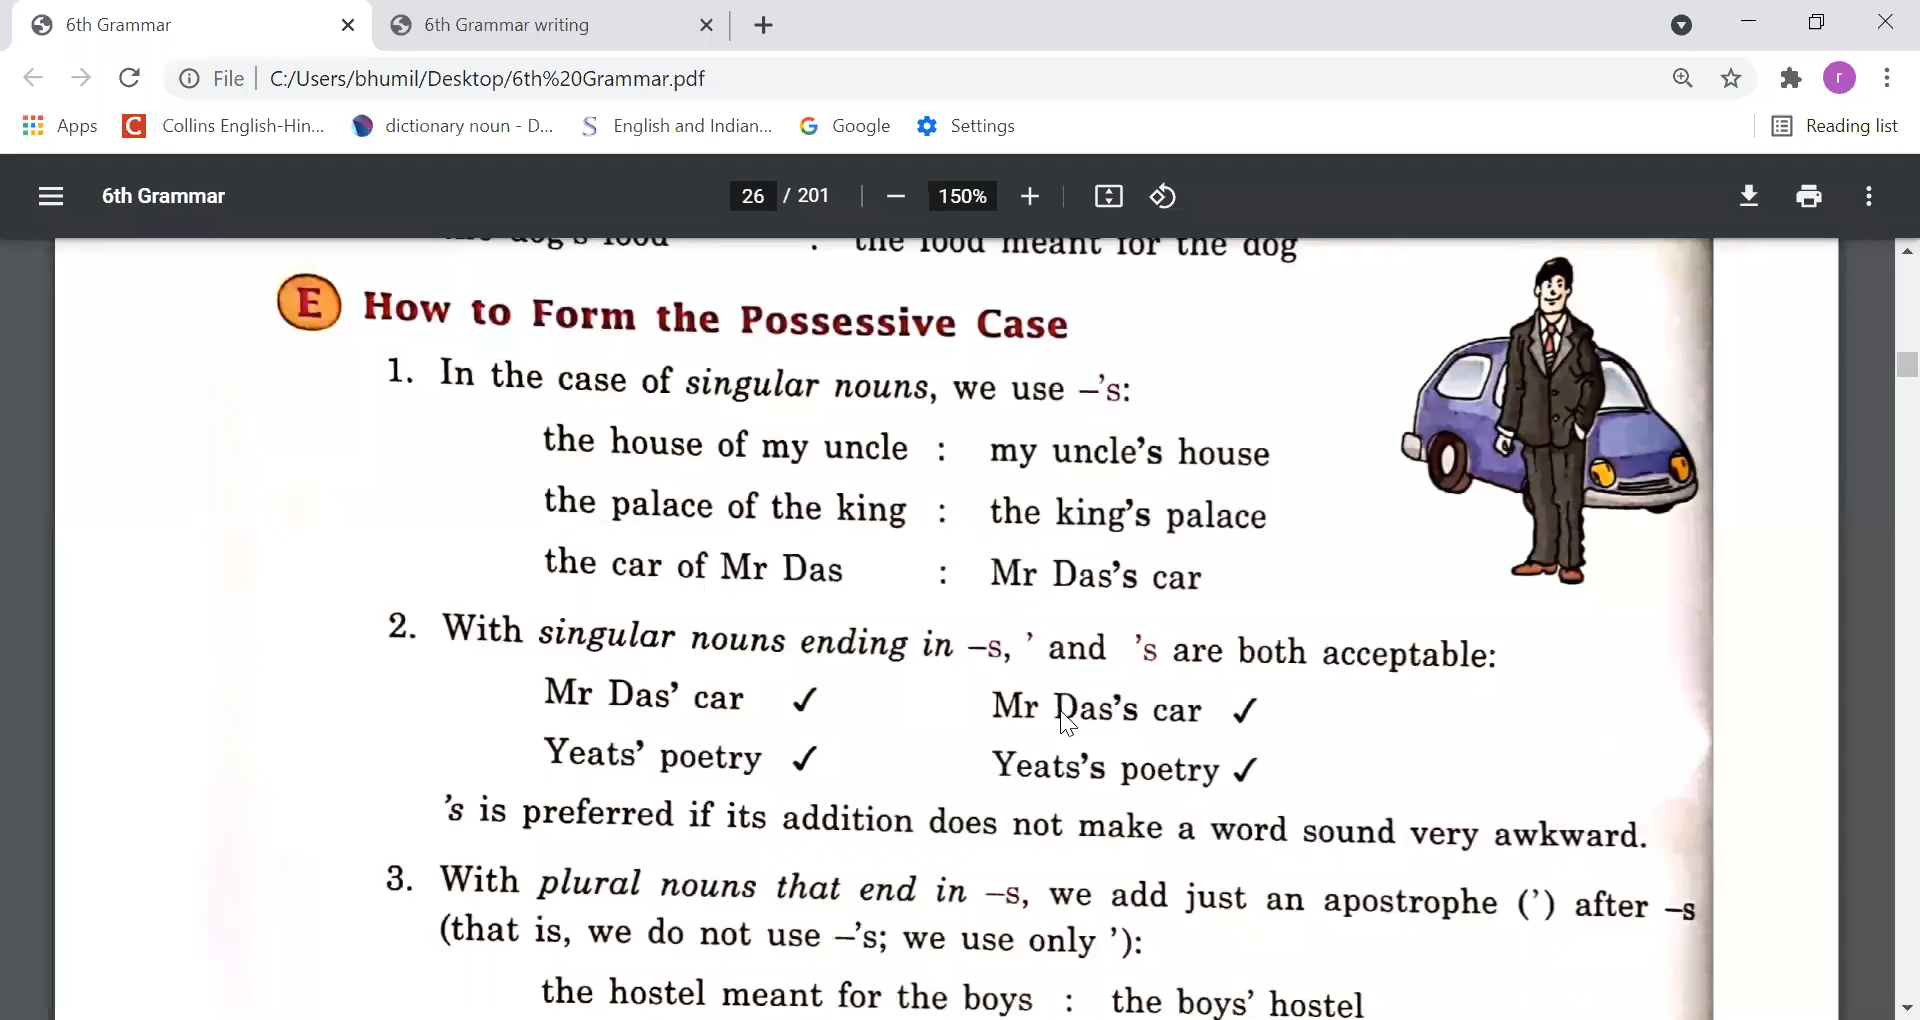 6th Grammar
6th Grammar writing
File C:/Users/bhumil/Desktop/6th%20Grammar.pdf
r
Apps Collins English-Hin... dictionary noun - D... English and Indian... Google Settings Reading list
6th Grammar 26 / 201 150%
the dog's food : the food meant for the dog
E How to Form the Possessive Case
1. In the case of singular nouns, we use –'s:
the house of my uncle : my uncle's house
the palace of the king : the king's palace
the car of Mr Das : Mr Das's car
2. With singular nouns ending in –s, ' and 's are both acceptable:
Mr Das' car ✓ Mr Das's car ✓
Yeats' poetry ✓ Yeats's poetry ✓
's is preferred if its addition does not make a word sound very awkward.
3. With plural nouns that end in –s, we add just an apostrophe (') after –s
(that is, we do not use –'s; we use only '):
the hostel meant for the boys : the boys' hostel